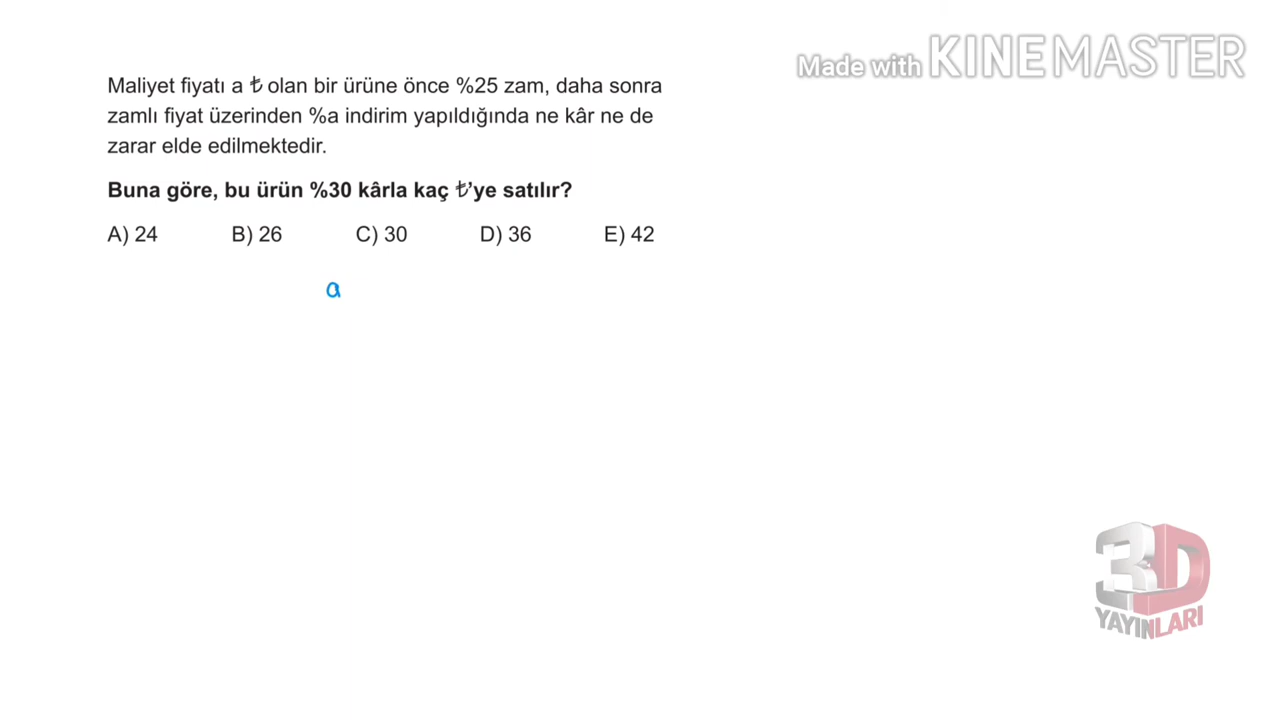 Made with KINEMASTER
Maliyet fiyatı a ₺ olan bir ürüne önce %25 zam, daha sonra
zamlı fiyat üzerinden %a indirim yapıldığında ne kâr ne de
zarar elde edilmektedir.
Buna göre, bu ürün %30 kârla kaç ₺'ye satılır?
A) 24 B) 26 C) 30 D) 36 E) 42
a
3D
YAYINLARI